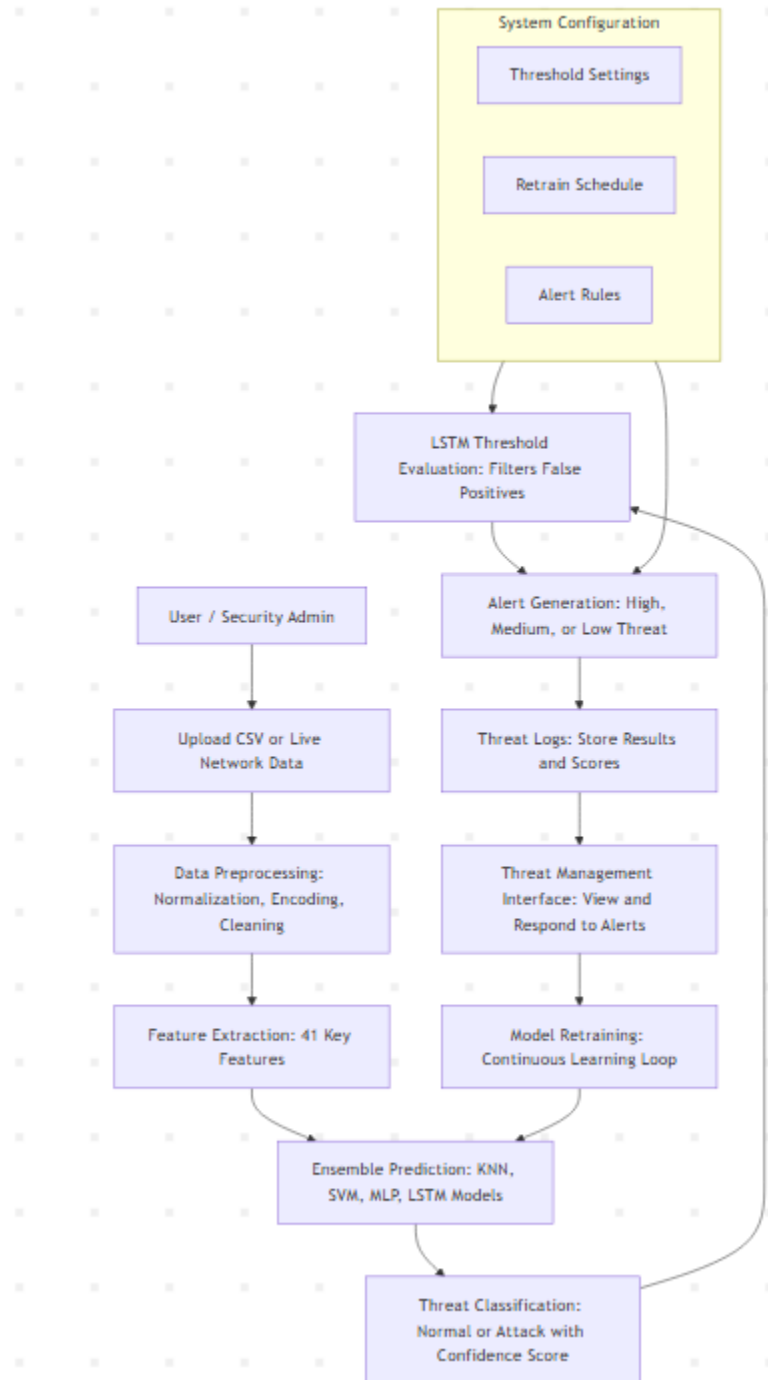 System Configuration
Threshold Settings
Retrain Schedule
Alert Rules
LSTM Threshold
Evaluation: Filters False
Positives
User / Security Admin
Alert Generation: High,
Medium, or Low Threat
Upload CSV or Live
Network Data
Threat Logs: Store Results
and Scores
Data Preprocessing:
Normalization, Encoding,
Cleaning
Threat Management
Interface: View and
Respond to Alerts
Feature Extraction: 41 Key
Features
Model Retraining:
Continuous Learning Loop
Ensemble Prediction: KNN,
SVM, MLP, LSTM Models
Threat Classification:
Normal or Attack with
Confidence Score